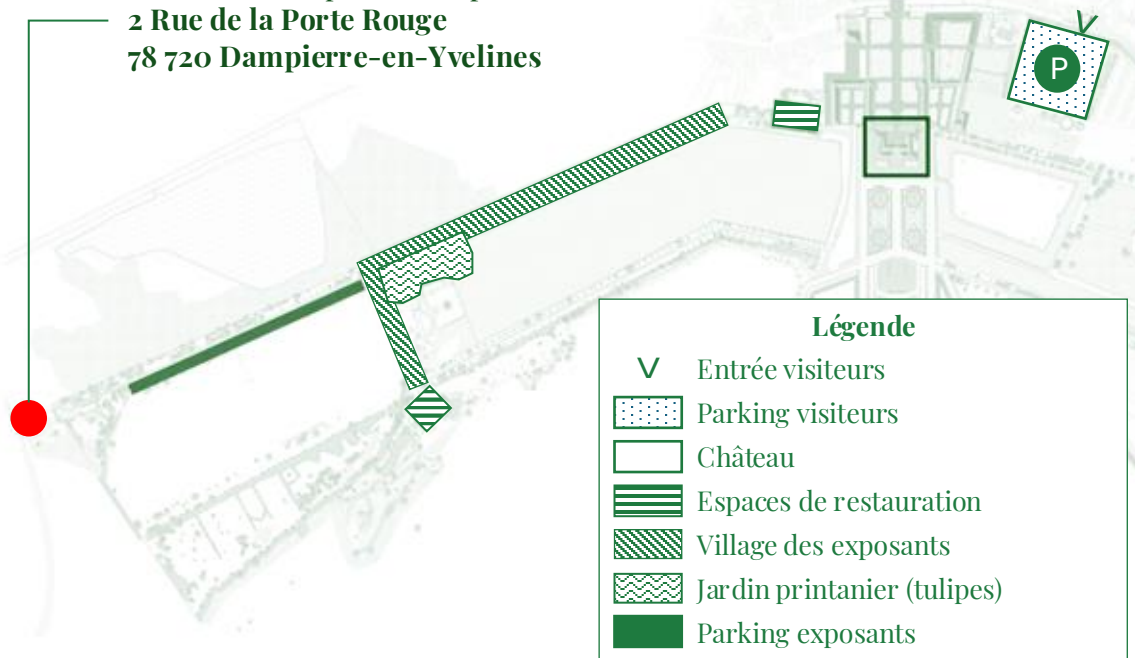 2 Rue de la Porte Rouge
78 720 Dampierre-en-Yvelines
P
Légende
V Entrée visiteurs
Parking visiteurs
Château
Espaces de restauration
Village des exposants
Jardin printanier (tulipes)
Parking exposants